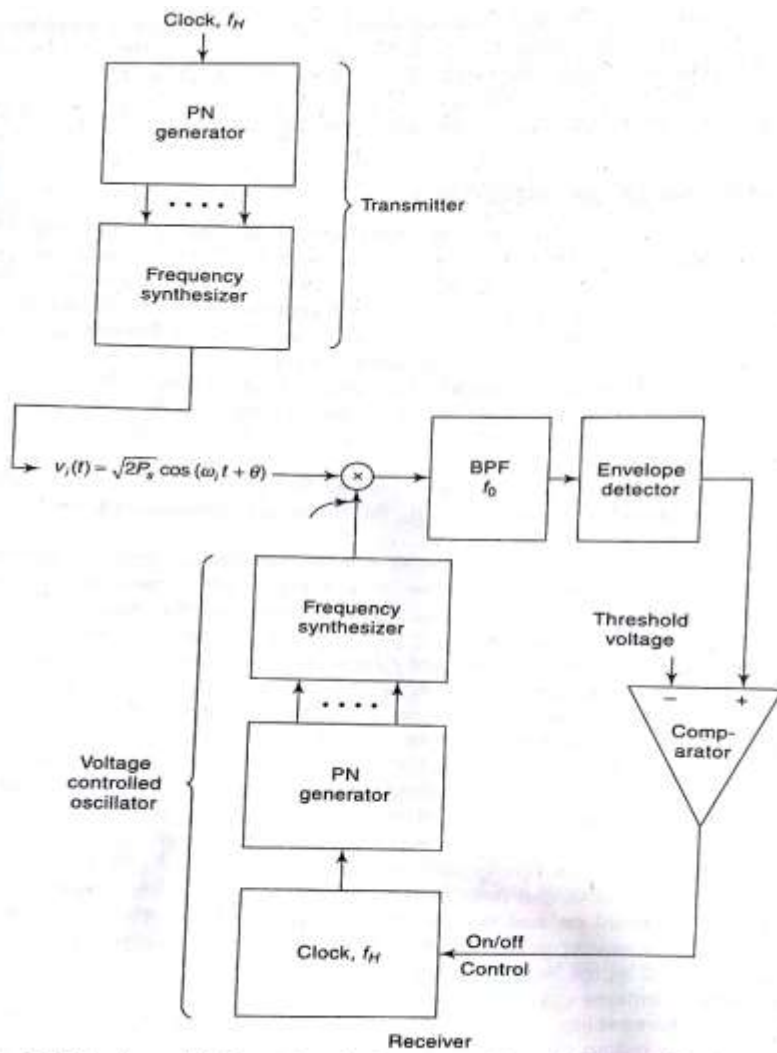 Clock, f_H
PN
generator
Transmitter
Frequency
synthesizer
v_i(t) = √2P_s cos (ω_i t + θ)
×
BPF
f_0
Envelope
detector
Frequency
synthesizer
Threshold
voltage
− +
Comp-
arator
Voltage
controlled
oscillator
PN
generator
Clock, f_H
On/off
Control
Receiver